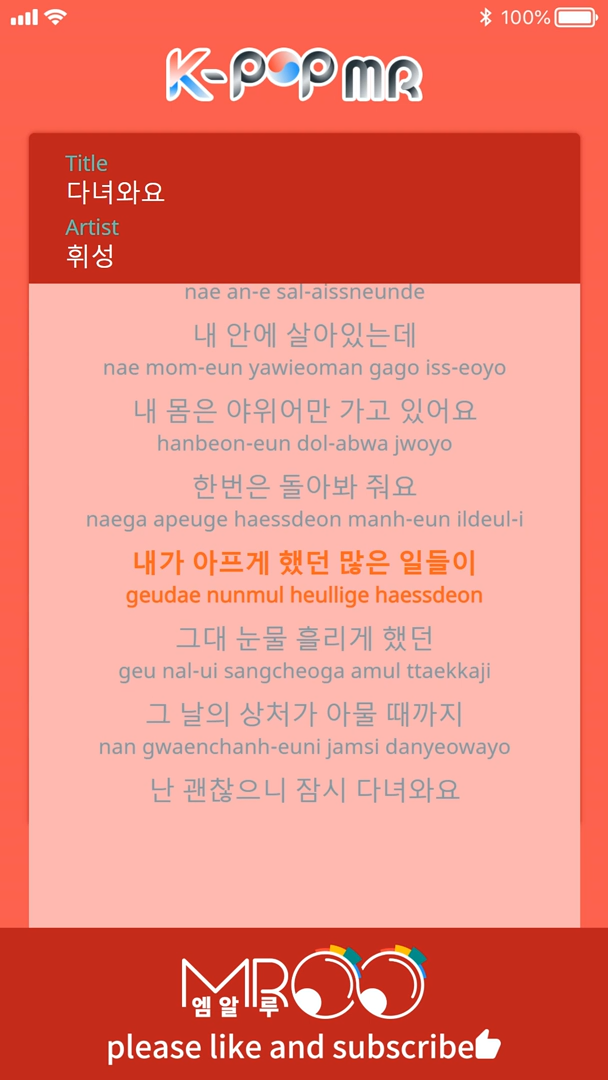 100%
K-POP MR
Title
다녀와요
Artist
휘성
nae an-e sal-aissneunde
내 안에 살아있는데
nae mom-eun yawieoman gago iss-eoyo
내 몸은 야위어만 가고 있어요
hanbeon-eun dol-abwa jwoyo
한번은 돌아봐 줘요
naega apeuge haessdeon manh-eun ildeul-i
내가 아프게 했던 많은 일들이
geudae nunmul heullige haessdeon
그대 눈물 흘리게 했던
geu nal-ui sangcheoga amul ttaekkaji
그 날의 상처가 아물 때까지
nan gwaenchanh-euni jamsi danyeowayo
난 괜찮으니 잠시 다녀와요
MROO
엠알루
please like and subscribe